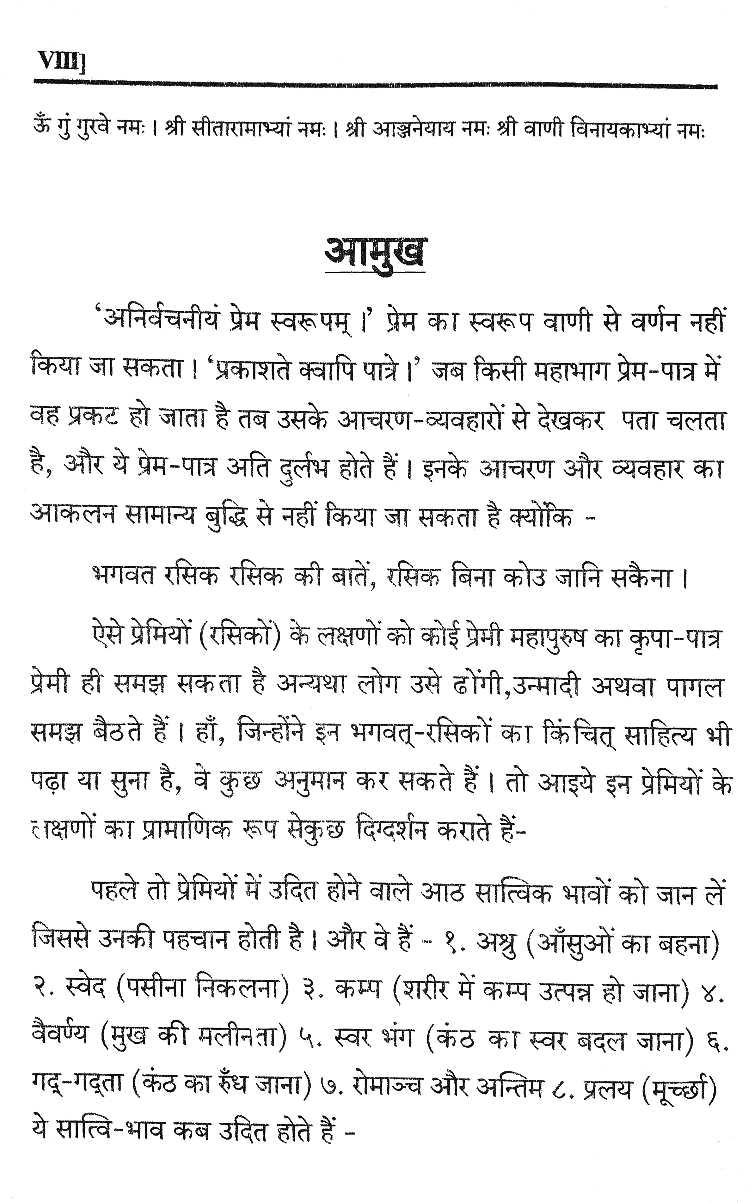 VIII]
ॐ गुं गुरवे नमः। श्री सीतारामाभ्यां नमः। श्री आञ्जनेयाय नमः श्री वाणी विनायकाभ्यां नमः
आमुख
‘अनिर्वचनीयं प्रेम स्वरूपम्।’ प्रेम का स्वरूप वाणी से वर्णन नहीं
किया जा सकता। ‘प्रकाशते क्वापि पात्रे।’ जब किसी महाभाग प्रेम-पात्र में
वह प्रकट हो जाता है तब उसके आचरण-व्यवहारों से देखकर पता चलता
है, और ये प्रेम-पात्र अति दुर्लभ होते हैं। इनके आचरण और व्यवहार का
आकलन सामान्य बुद्धि से नहीं किया जा सकता है क्योंकि -
भगवत रसिक रसिक की बातें, रसिक बिना कोउ जानि सकैना।
ऐसे प्रेमियों (रसिकों) के लक्षणों को कोई प्रेमी महापुरुष का कृपा-पात्र
प्रेमी ही समझ सकता है अन्यथा लोग उसे ढोंगी,उन्मादी अथवा पागल
समझ बैठते हैं। हाँ, जिन्होंने इन भगवत्-रसिकों का किंचित् साहित्य भी
पढ़ा या सुना है, वे कुछ अनुमान कर सकते हैं। तो आइये इन प्रेमियों के
लक्षणों का प्रामाणिक रूप सेकुछ दिग्दर्शन कराते हैं-
पहले तो प्रेमियों में उदित होने वाले आठ सात्विक भावों को जान लें
जिससे उनकी पहचान होती है। और वे हैं - १. अश्रु (आँसुओं का बहना)
२. स्वेद (पसीना निकलना) ३. कम्प (शरीर में कम्प उत्पन्न हो जाना) ४.
वैवर्ण्य (मुख की मलीनता) ५. स्वर भंग (कंठ का स्वर बदल जाना) ६.
गद्-गद्ता (कंठ का रुँध जाना) ७. रोमाञ्च और अन्तिम ८. प्रलय (मूर्च्छा)
ये सात्वि-भाव कब उदित होते हैं -